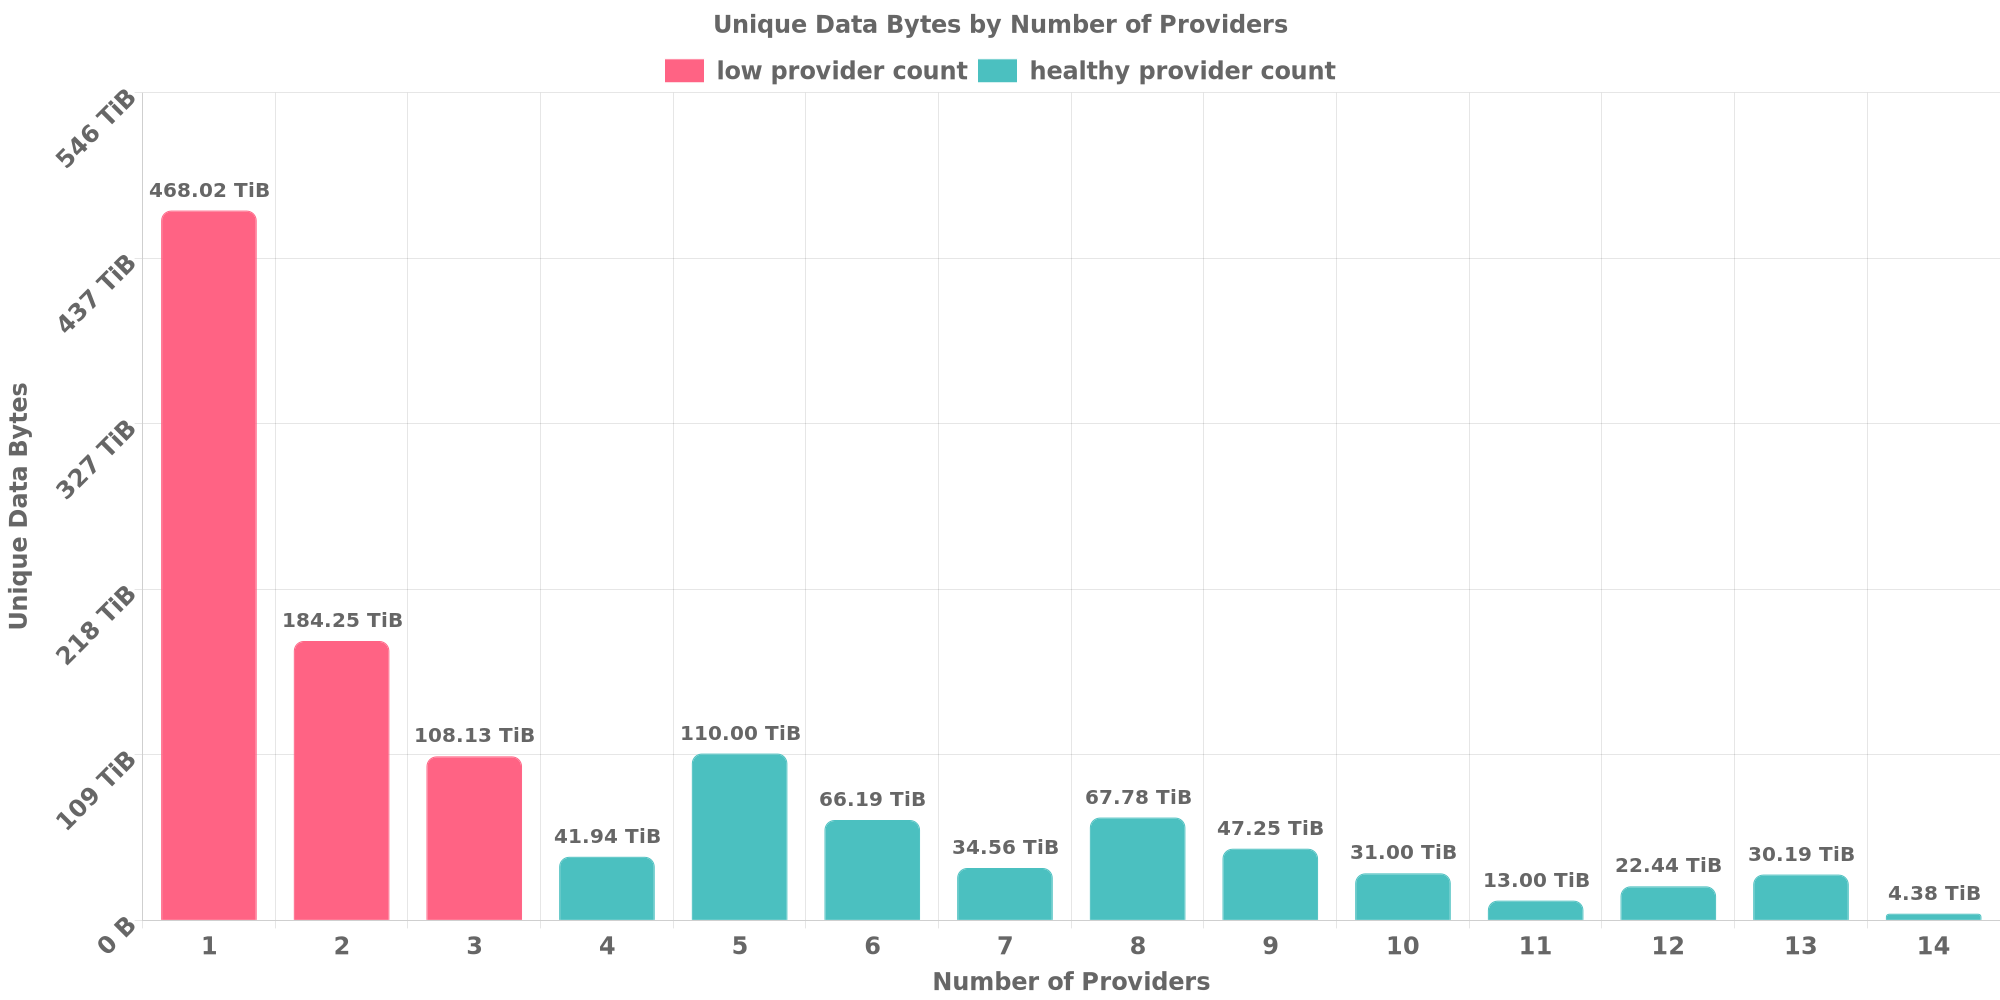 Unique Data Bytes by Number of Providers
low provider count healthy provider count
546 TiB
437 TiB
327 TiB
218 TiB
109 TiB
0 B
Unique Data Bytes
468.02 TiB
184.25 TiB
108.13 TiB
41.94 TiB
110.00 TiB
66.19 TiB
34.56 TiB
67.78 TiB
47.25 TiB
31.00 TiB
13.00 TiB
22.44 TiB
30.19 TiB
4.38 TiB
1 2 3 4 5 6 7 8 9 10 11 12 13 14
Number of Providers